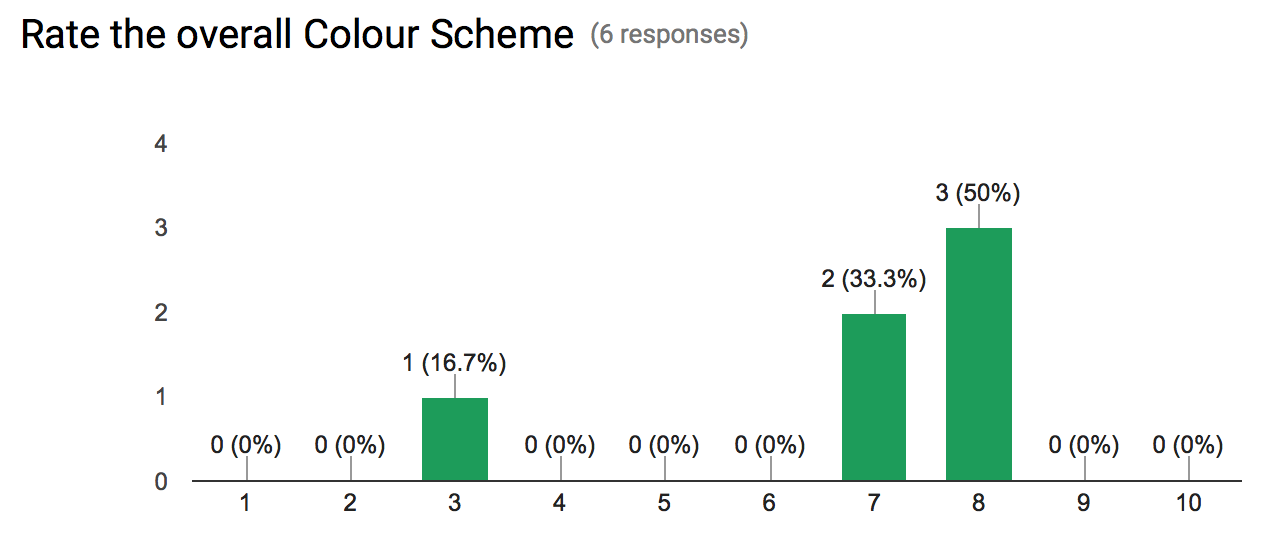 Rate the overall Colour Scheme (6 responses)
4
3 (50%)
3
2 (33.3%)
2
1 (16.7%)
1
0 (0%) 0 (0%) 0 (0%) 0 (0%) 0 (0%) 0 (0%) 0 (0%)
0
1 2 3 4 5 6 7 8 9 10